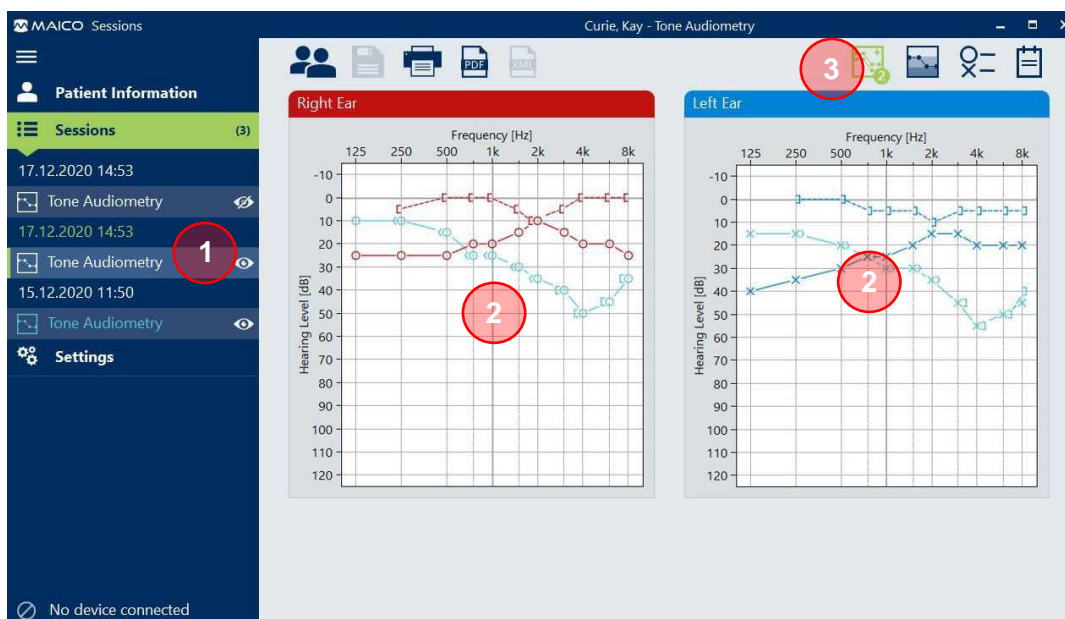 MAICO Sessions
Curie, Kay - Tone Audiometry
Patient Information
Sessions (3)
17.12.2020 14:53
Tone Audiometry
17.12.2020 14:53
Tone Audiometry
1
15.12.2020 11:50
Tone Audiometry
Settings
No device connected
PDF
XML
3
2
Right Ear
Frequency [Hz]
125 250 500 1k 2k 4k 8k
Hearing Level [dB]
-10
0
10
20
30
40
50
60
70
80
90
100
110
120
2
Left Ear
Frequency [Hz]
125 250 500 1k 2k 4k 8k
Hearing Level [dB]
-10
0
10
20
30
40
50
60
70
80
90
100
110
120
2